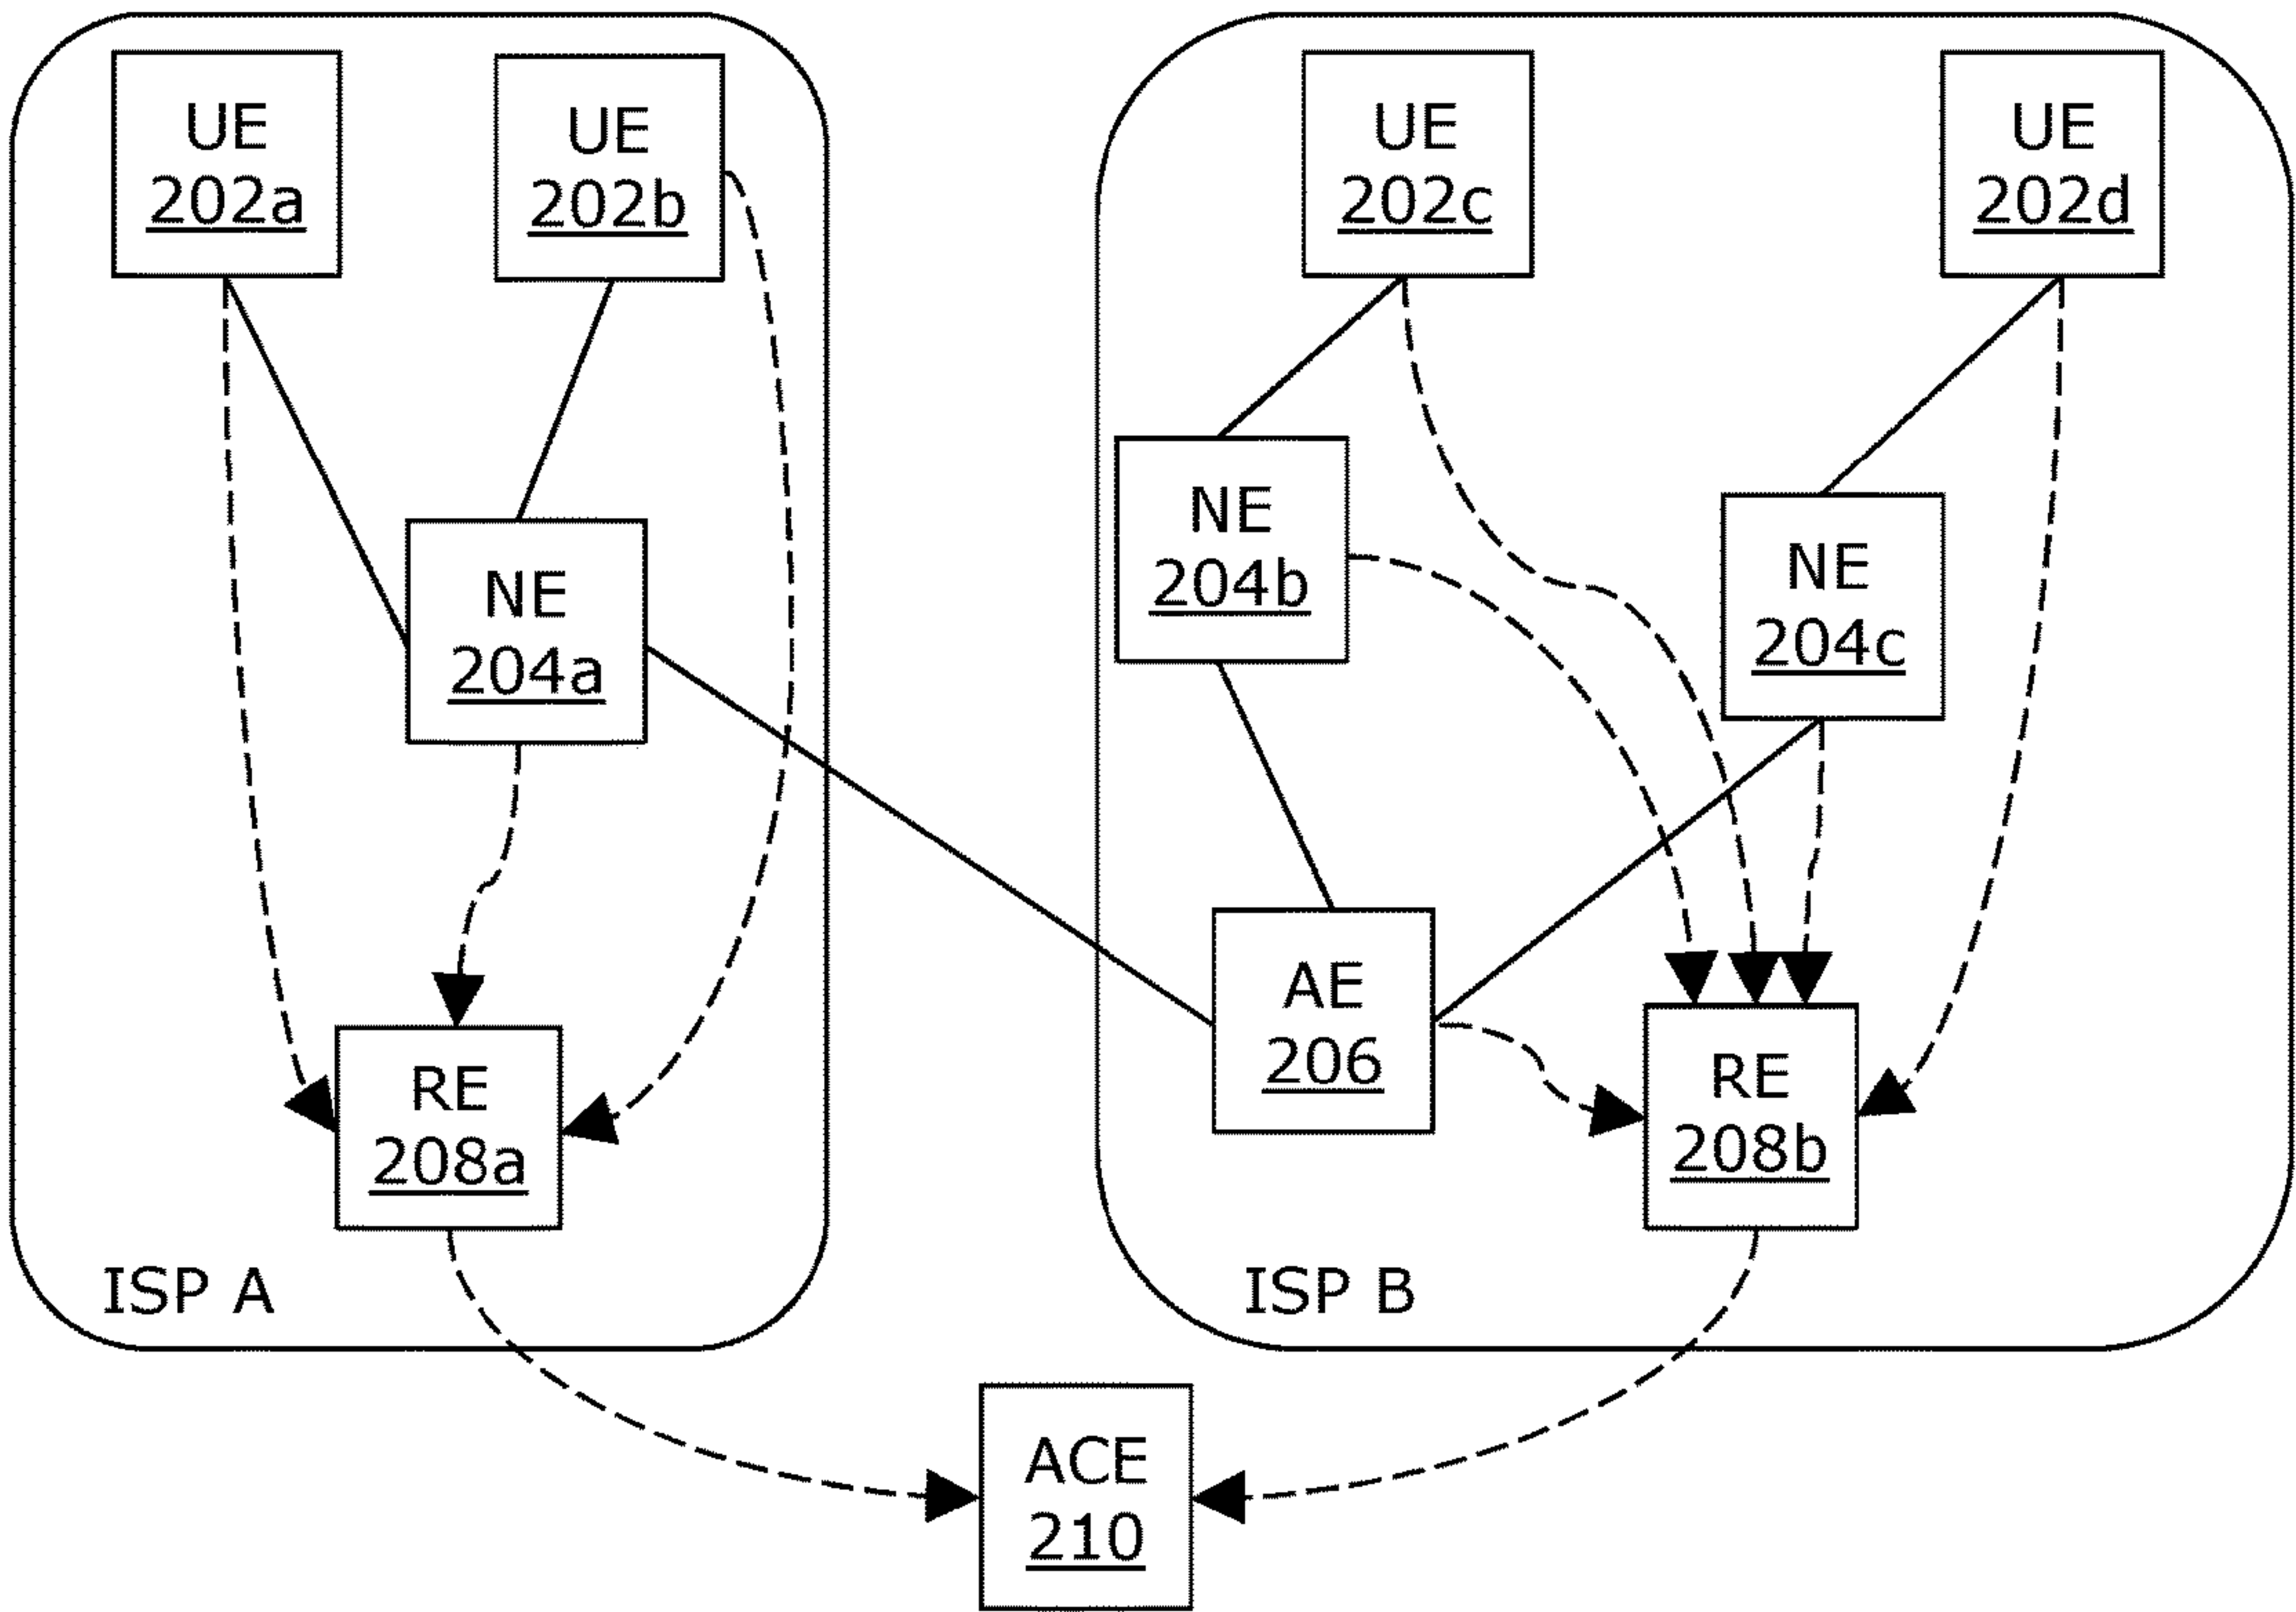 UE
202a
UE
202b
UE
202c
UE
202d
NE
204a
NE
204b
NE
204c
AE
206
RE
208a
RE
208b
ISP A
ISP B
ACE
210